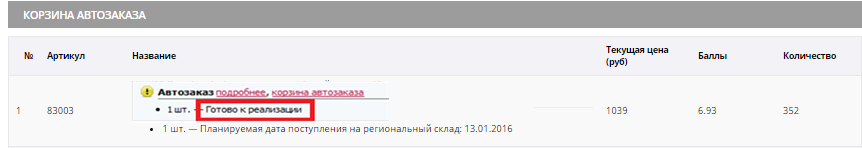 КОРЗИНА АВТОЗАКАЗА
№ Артикул Название Текущая цена (руб) Баллы Количество
Автозаказ подробнее, корзина автозаказа
• 1 шт. — Готово к реализации
1 83003 1039 6.93 352
• 1 шт. — Планируемая дата поступления на региональный склад: 13.01.2016